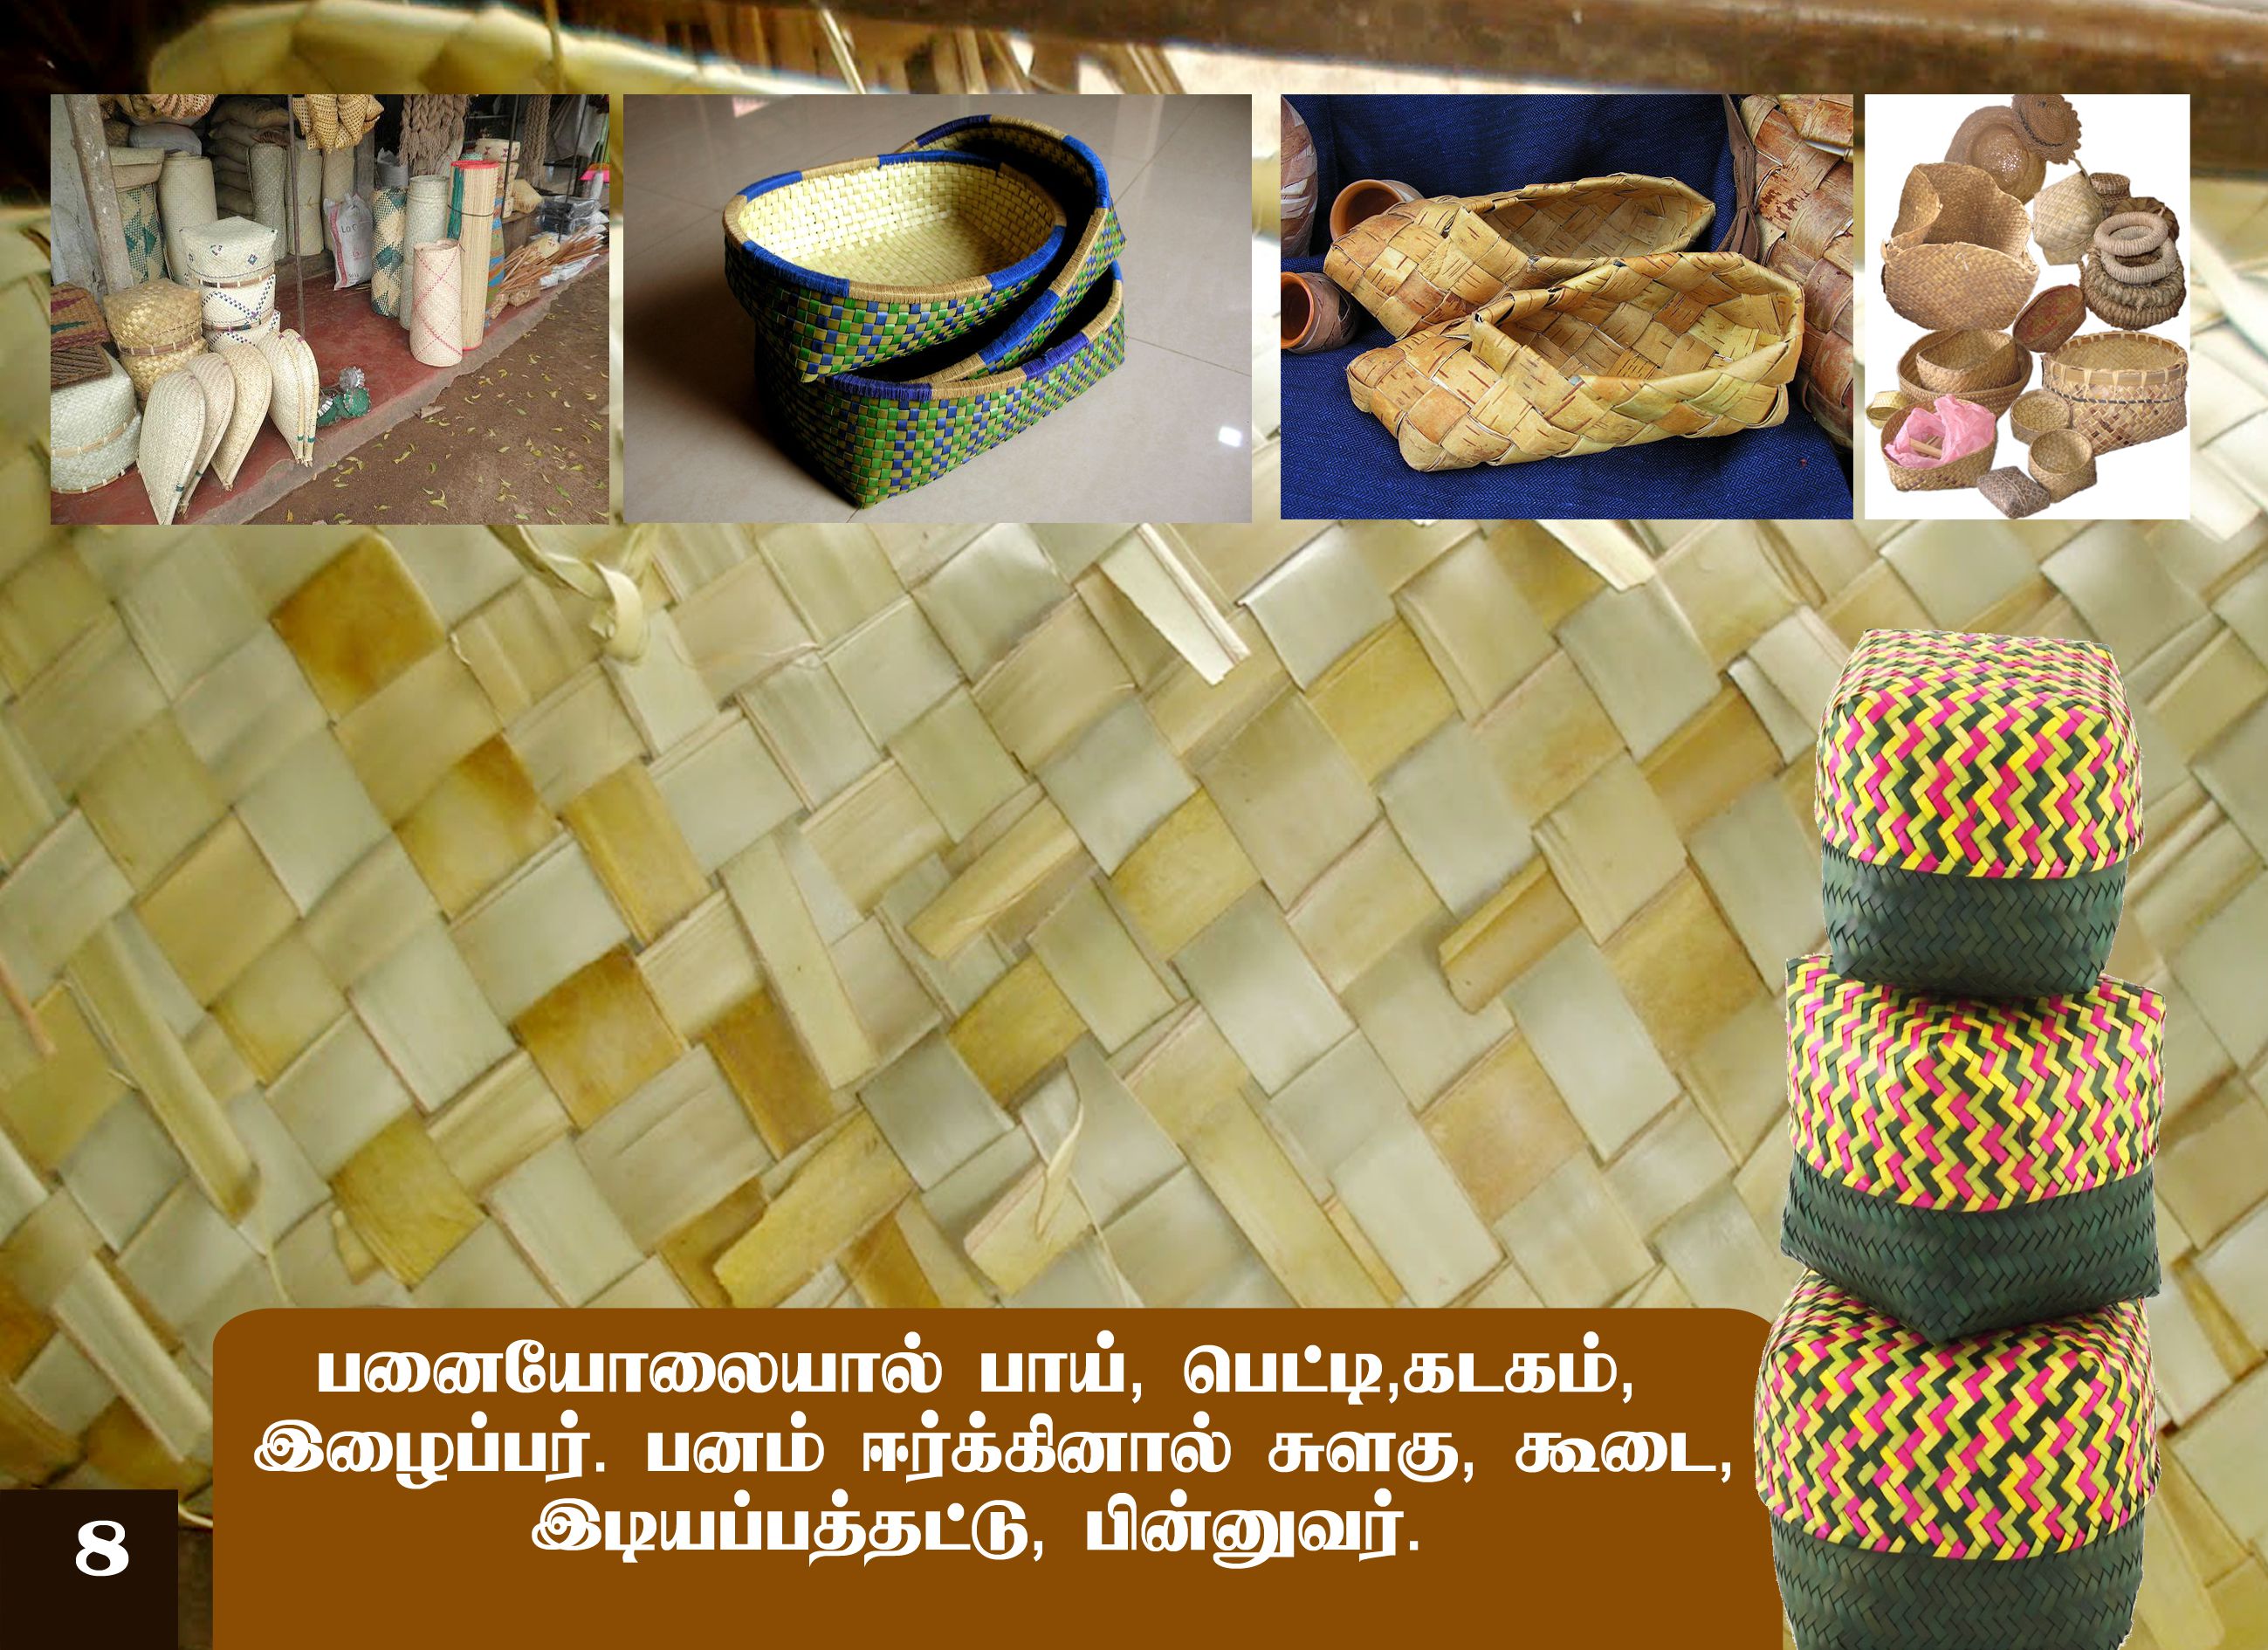 பனையோலையால் பாய், பெட்டி,கடகம்,
இழைப்பர். பனம் ஈர்க்கினால் சுளகு, கூடை,
இடியப்பத்தட்டு, பின்னுவர்.
8